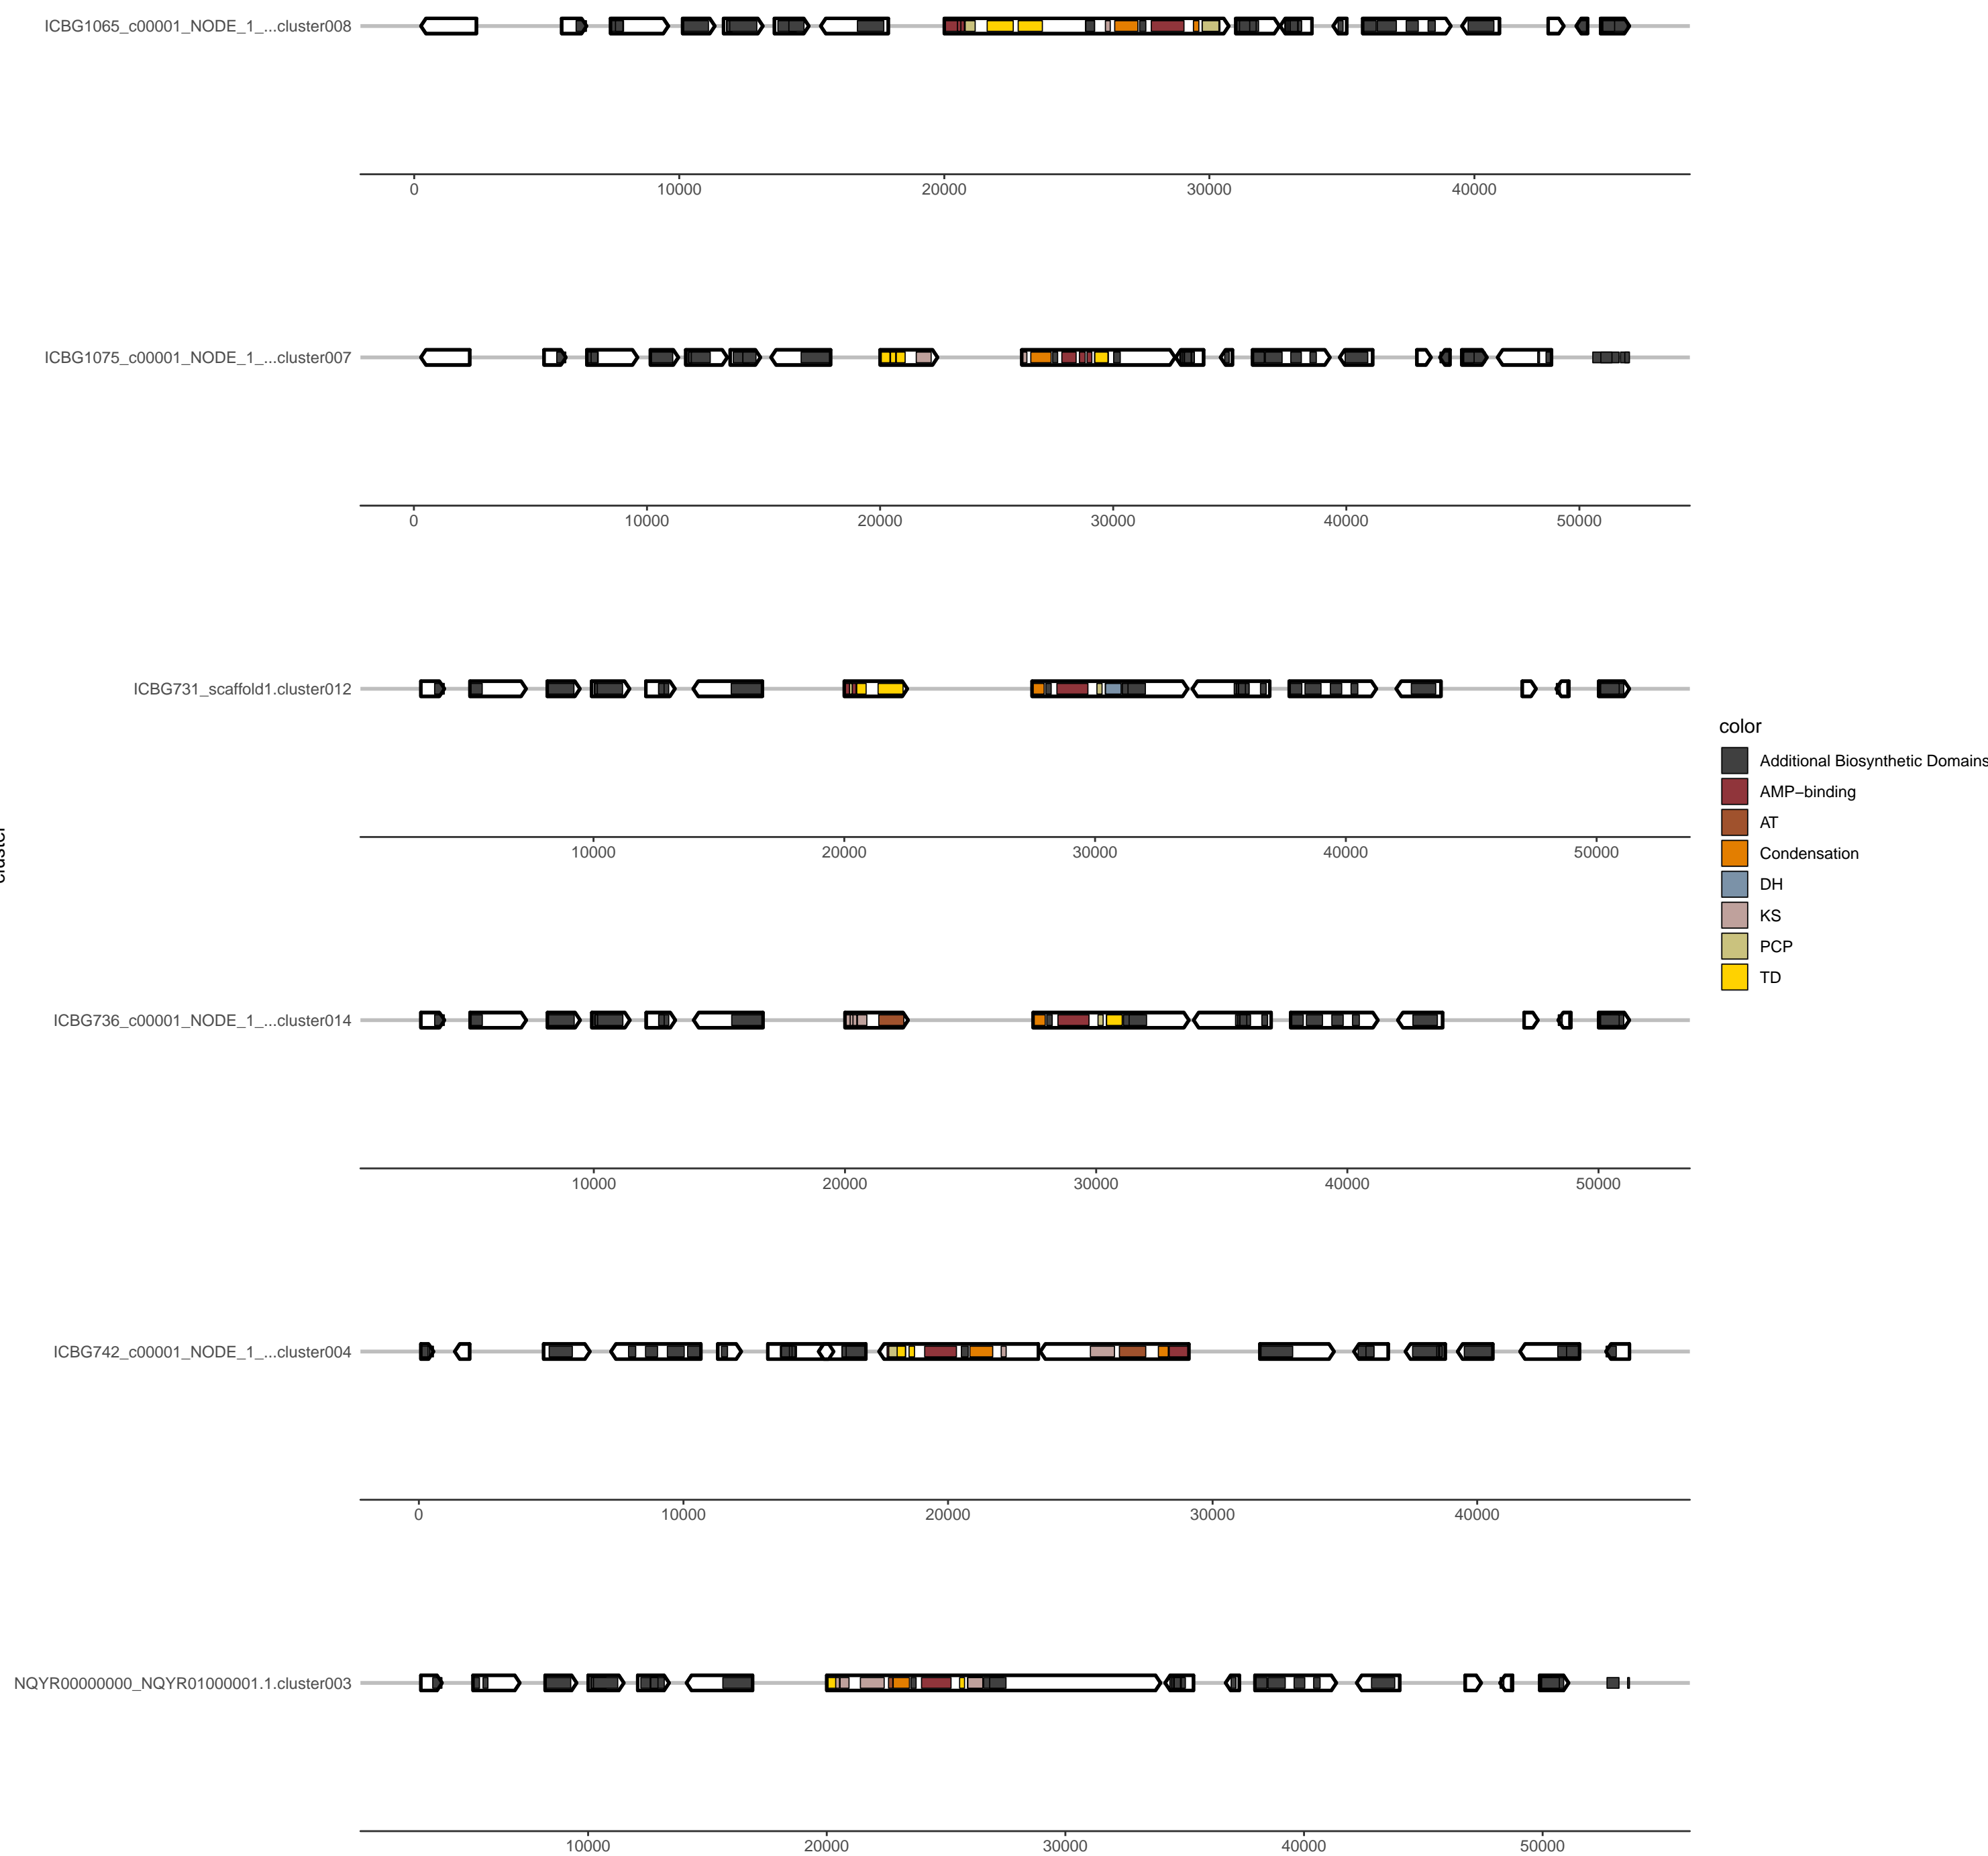 ICBG1065_c00001_NODE_1_...cluster008
0 10000 20000 30000 40000
ICBG1075_c00001_NODE_1_...cluster007
0 10000 20000 30000 40000 50000
ICBG731_scaffold1.cluster012
10000 20000 30000 40000 50000
cluster
color
Additional Biosynthetic Domains
AMP−binding
AT
Condensation
DH
KS
PCP
TD
ICBG736_c00001_NODE_1_...cluster014
10000 20000 30000 40000 50000
ICBG742_c00001_NODE_1_...cluster004
0 10000 20000 30000 40000
NQYR00000000_NQYR01000001.1.cluster003
10000 20000 30000 40000 50000